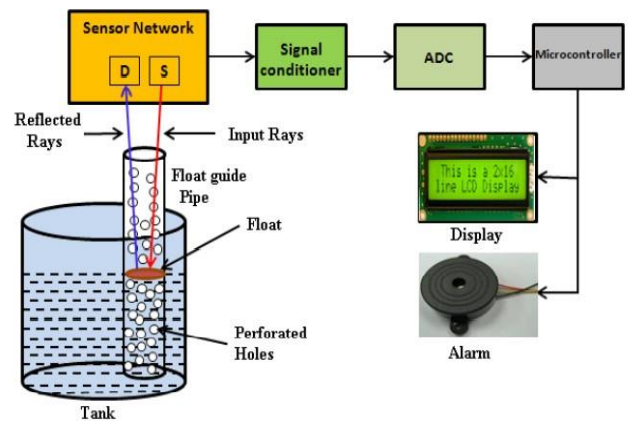 Sensor Network
D
S
Signal
conditioner
ADC
Microcontroller
Reflected
Rays
Input Rays
Float guide
Pipe
Float
Perforated
Holes
Tank
This is a 2x16
line LCD Display
Display
Alarm